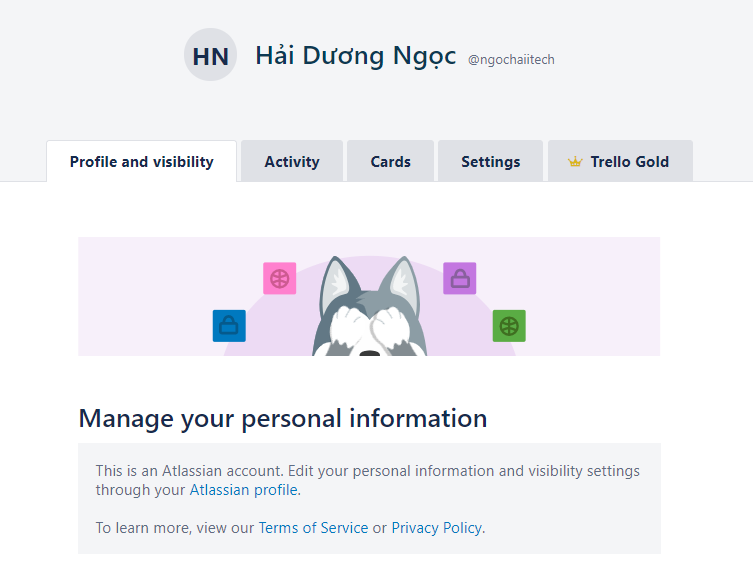 HN
Hải Dương Ngọc @ngochaiitech
Profile and visibility Activity Cards Settings Trello Gold
Manage your personal information
This is an Atlassian account. Edit your personal information and visibility settings
through your Atlassian profile.
To learn more, view our Terms of Service or Privacy Policy.